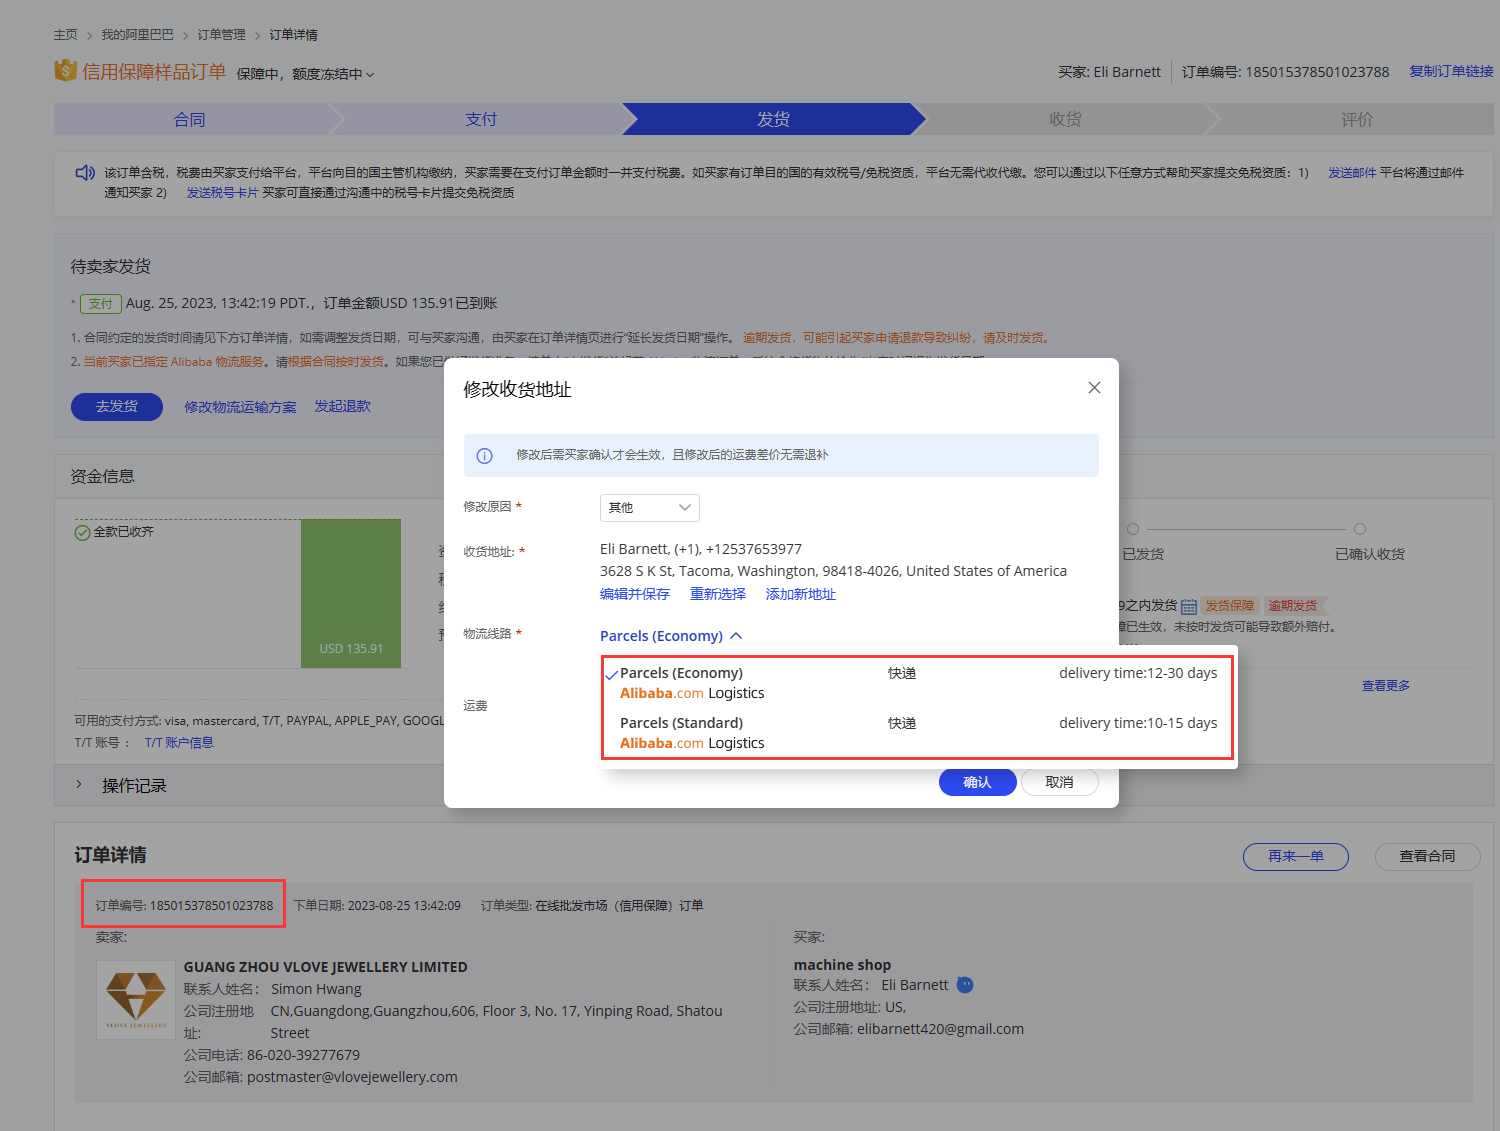 主页 > 我的阿里巴巴 > 订单管理 > 订单详情
信用保障样品订单 保障中，额度冻结中
买家: Eli Barnett 订单编号: 185015378501023788 复制订单链接
合同 支付 发货 收货 评价
该订单含税，税费由买家支付给平台，平台向目的国主管机构缴纳，买家需要在支付订单金额时一并支付税费。如买家有订单目的国的有效税号/免税资质，平台无需代收代缴。您可以通过以下任意方式帮助买家提交免税资质：1) 发送邮件 平台将通过邮件
通知买家 2) 发送税号卡片 买家可直接通过沟通中的税号卡片提交免税资质
待卖家发货
* 支付 Aug. 25, 2023, 13:42:19 PDT.，订单金额USD 135.91已到账
1. 合同约定的发货时间请见下方订单详情，如需调整发货日期，可与买家沟通，由买家在订单详情页进行“延长发货日期”操作。 逾期发货，可能引起买家申请退款导致纠纷，请及时发货。
2. 当前买家已指定 Alibaba 物流服务。请根据合同按时发货。如果您已
去发货 修改物流运输方案 发起退款
修改收货地址
修改后需买家确认才会生效，且修改后的运费差价无需退补
修改原因 * 其他
收货地址: * Eli Barnett, (+1), +12537653977
3628 S K St, Tacoma, Washington, 98418-4026, United States of America
编辑并保存 重新选择 添加新地址
物流线路 * Parcels (Economy)
Parcels (Economy) 快递 delivery time:12-30 days
Alibaba.com Logistics
Parcels (Standard) 快递 delivery time:10-15 days
Alibaba.com Logistics
运费
确认 取消
资金信息
全款已收齐
USD 135.91
可用的支付方式: visa, mastercard, T/T, PAYPAL, APPLE_PAY, GOOGL
T/T 账号 ： T/T 账户信息
已发货 已确认收货
9之内发货 发货保障 逾期发货
障已生效，未按时发货可能导致额外赔付。
查看更多
> 操作记录
订单详情
再来一单 查看合同
订单编号: 185015378501023788 下单日期: 2023-08-25 13:42:09 订单类型: 在线批发市场（信用保障）订单
卖家:
GUANG ZHOU VLOVE JEWELLERY LIMITED
联系人姓名: Simon Hwang
公司注册地址: CN,Guangdong,Guangzhou,606, Floor 3, No. 17, Yinping Road, Shatou
Street
公司电话: 86-020-39277679
公司邮箱: postmaster@vlovejewellery.com
VLOVE JEWELLERY
买家:
machine shop
联系人姓名: Eli Barnett
公司注册地址: US,
公司邮箱: elibarnett420@gmail.com